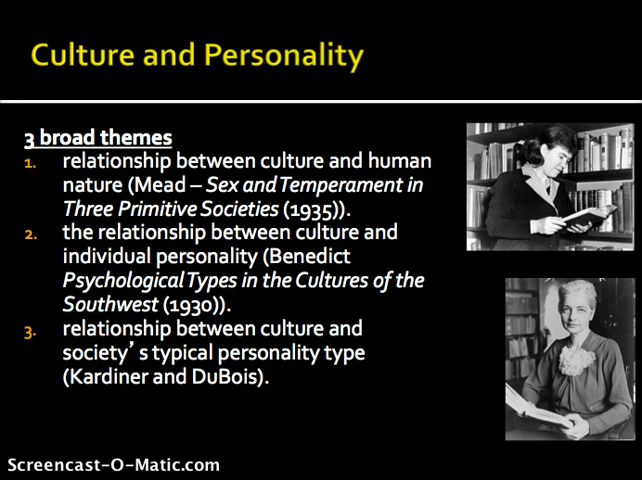 Culture and Personality
3 broad themes
1. relationship between culture and human
nature (Mead – Sex and Temperament in
Three Primitive Societies (1935)).
2. the relationship between culture and
individual personality (Benedict
Psychological Types in the Cultures of the
Southwest (1930)).
3. relationship between culture and
society’s typical personality type
(Kardiner and DuBois).
Screencast-O-Matic.com